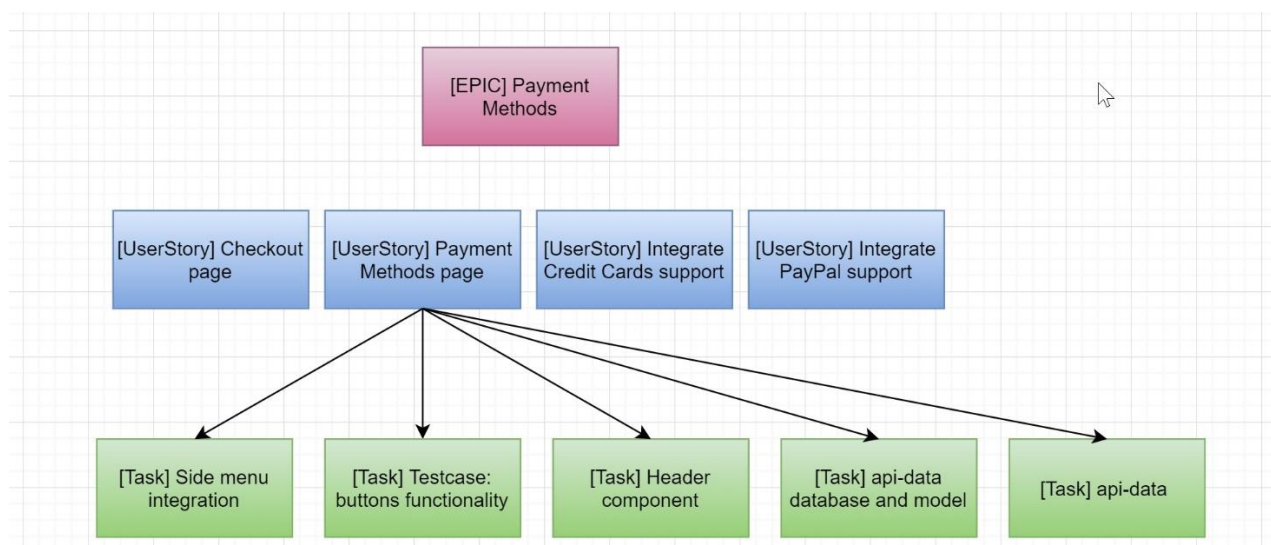 [EPIC] Payment
Methods
[UserStory] Checkout
page
[UserStory] Payment
Methods page
[UserStory] Integrate
Credit Cards support
[UserStory] Integrate
PayPal support
[Task] Side menu
integration
[Task] Testcase:
buttons functionality
[Task] Header
component
[Task] api-data
database and model
[Task] api-data